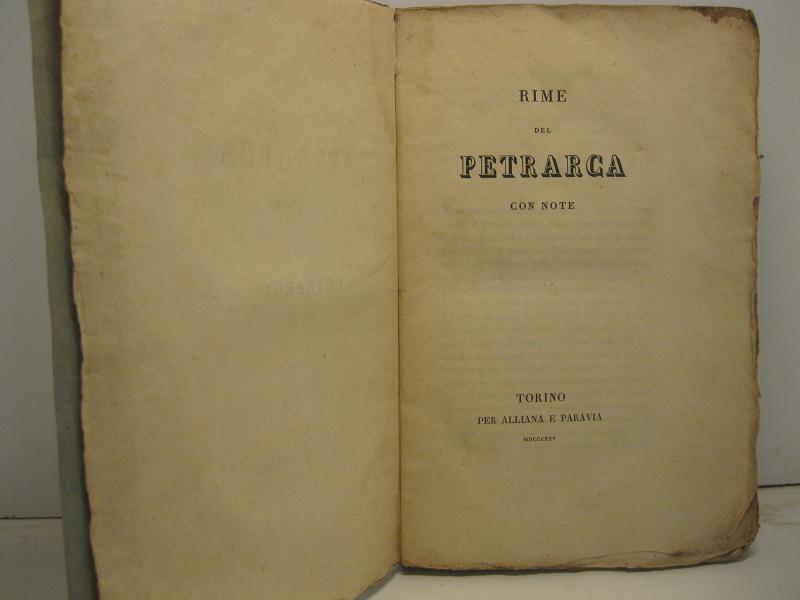 RIME
DEL
PETRARCA
CON NOTE
TORINO
PER ALLIANA E PARAVIA
MDCCCXXV